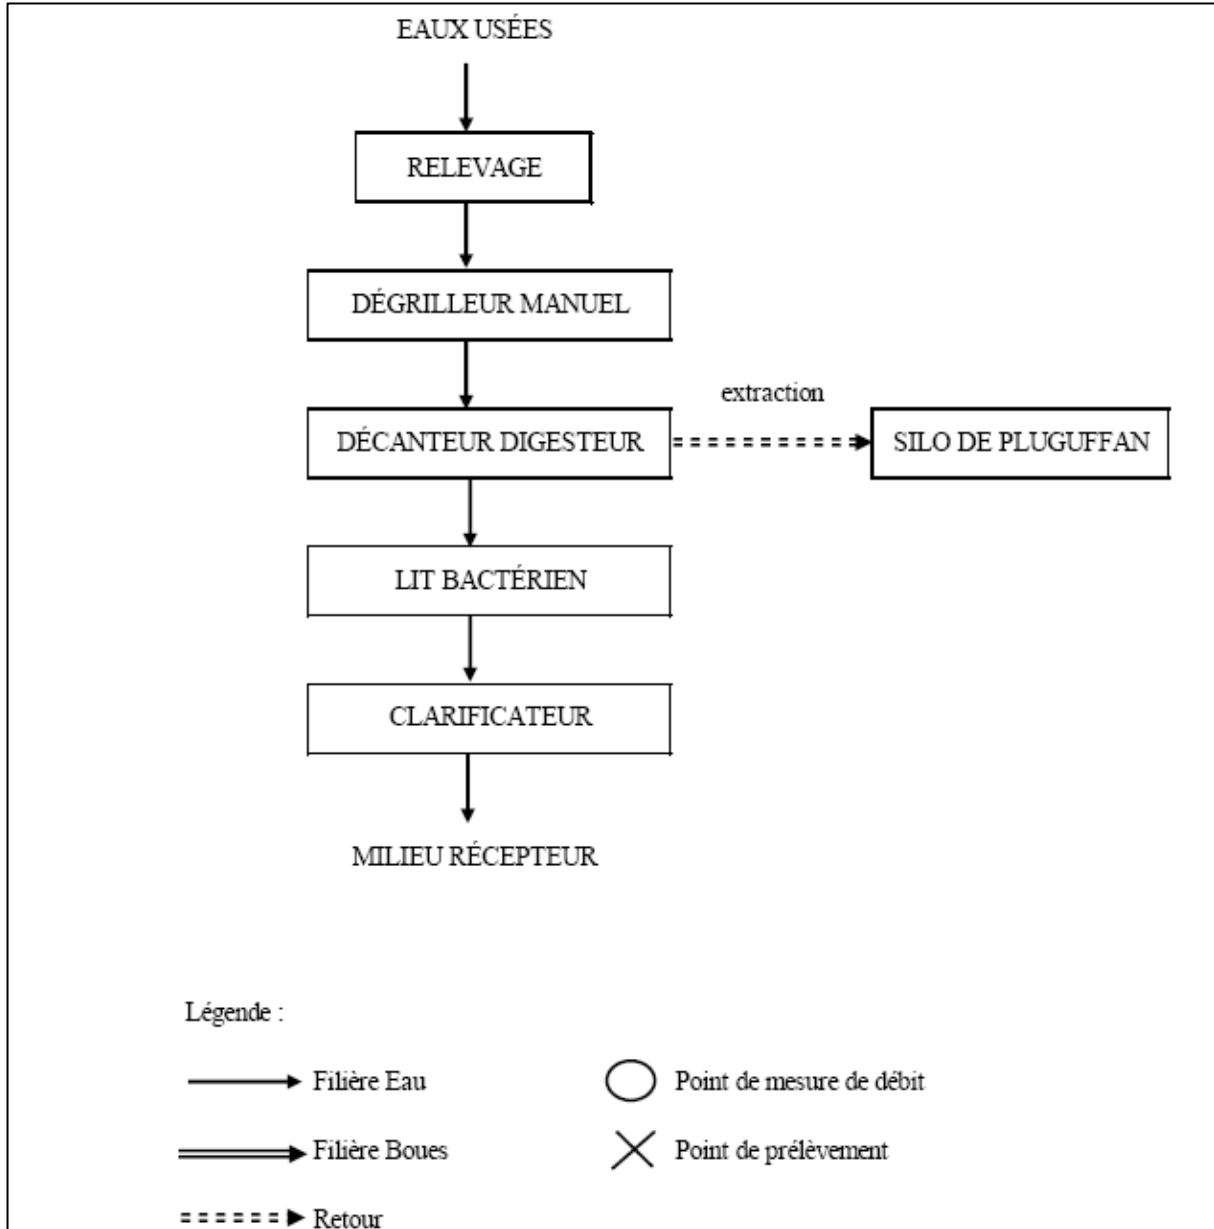 EAUX USÉES
RELEVAGE
DÉGRILLEUR MANUEL
extraction
DÉCANTEUR DIGESTEUR
SILO DE PLUGUFFAN
LIT BACTÉRIEN
CLARIFICATEUR
MILIEU RÉCEPTEUR
Légende :
Filière Eau
Point de mesure de débit
Filière Boues
Point de prélèvement
Retour